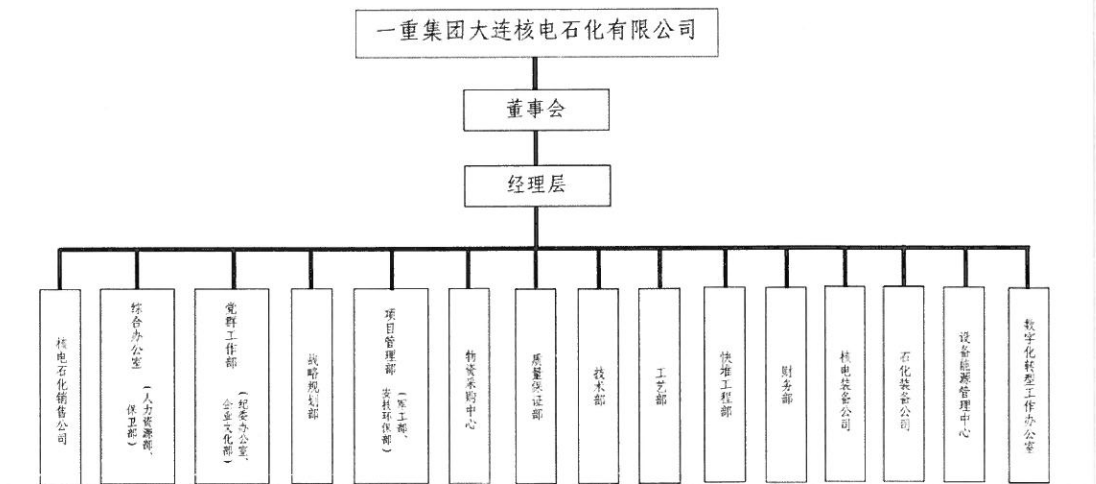 一重集团大连核电石化有限公司
董事会
经理层
核电石化销售公司
综合办公室
（人力资源部、
保卫部）
党群工作部
（纪委办公室、
企业文化部）
战略规划部
项目管理部
（军工部、
安技环保部）
物资采购中心
质量保证部
技术部
工艺部
快堆工程部
财务部
核电装备公司
石化装备公司
设备能源管理中心
数字化转型工作办公室